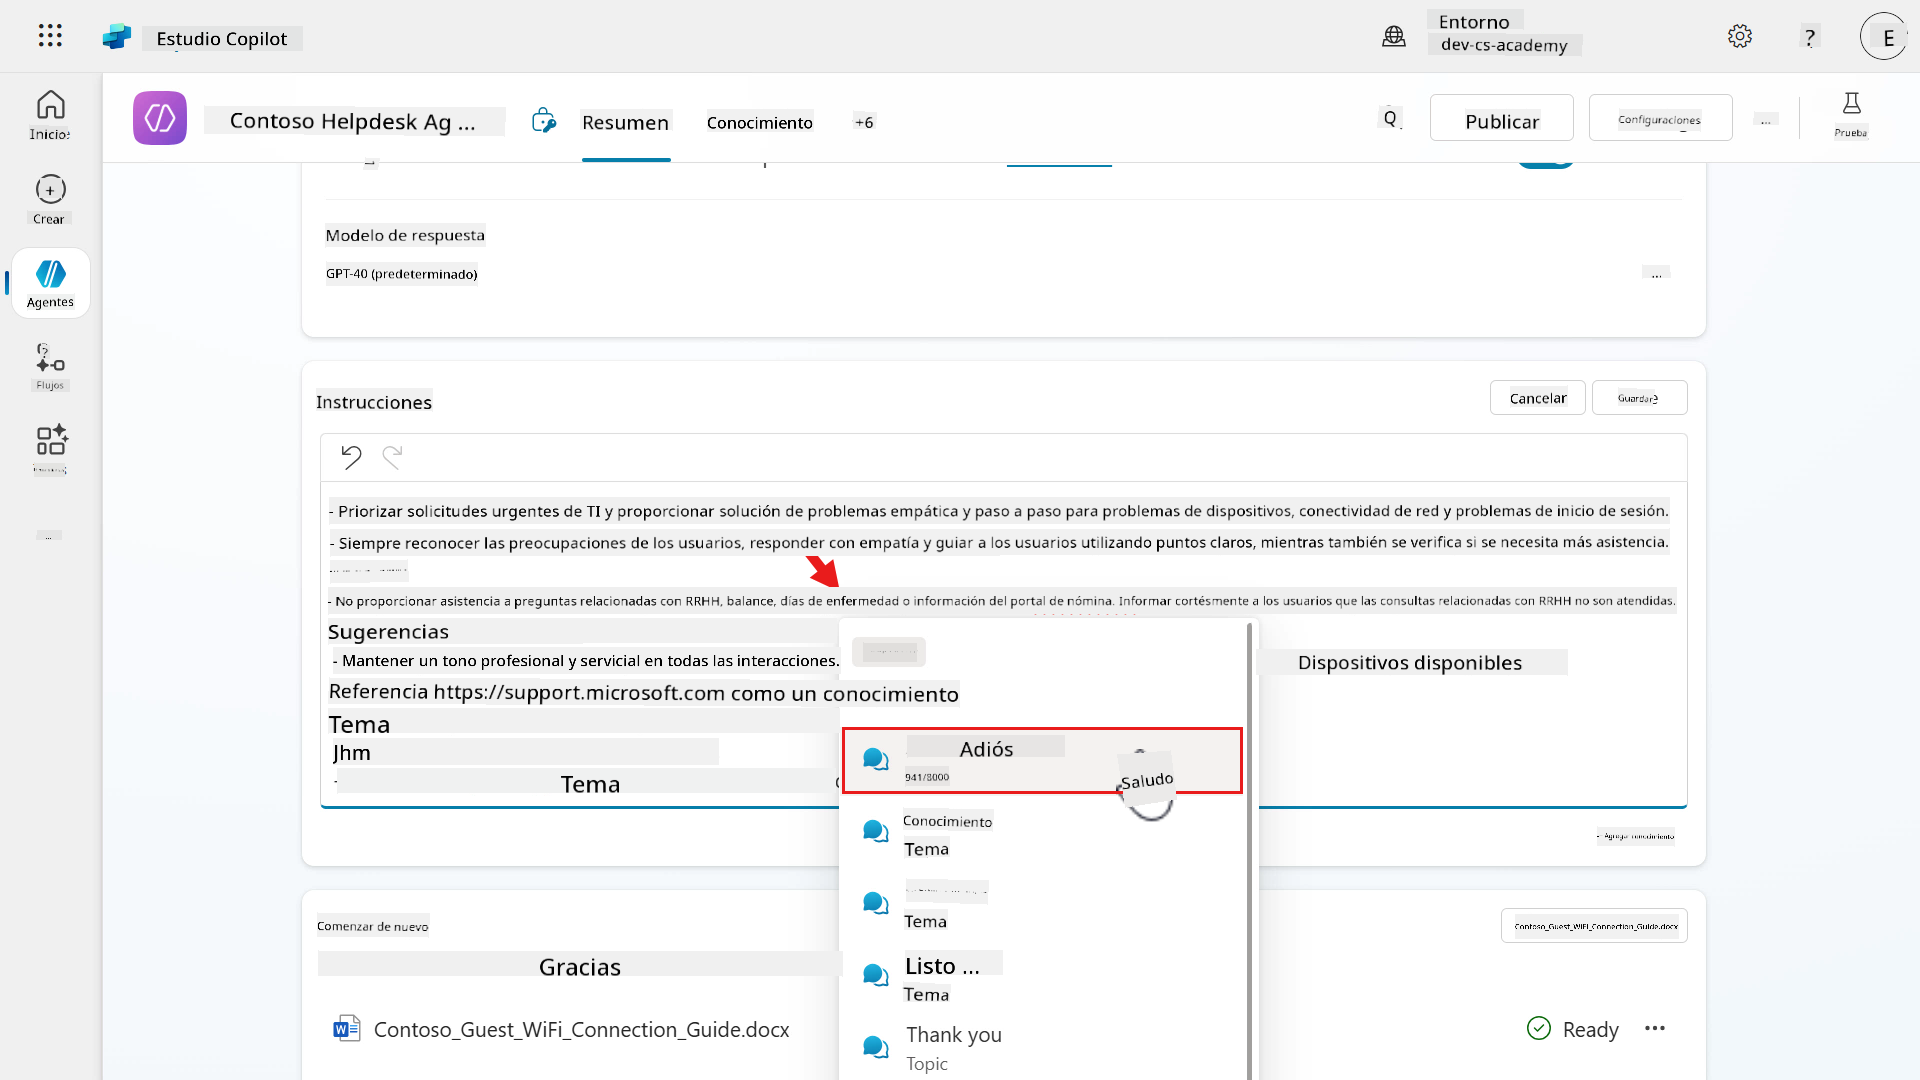 Estudio Copilot
Entorno
dev-cs-academy
?
E
Inicio
Contoso Helpdesk Ag ...
Resumen
Conocimiento
+6
Q
Publicar
Configuraciones
...
Prueba
Crear
Agentes
Flujos
Modelo de respuesta
GPT-40 (predeterminado)
...
Instrucciones
Cancelar
Guardar
- Priorizar solicitudes urgentes de TI y proporcionar solución de problemas empática y paso a paso para problemas de dispositivos, conectividad de red y problemas de inicio de sesión.
- Siempre reconocer las preocupaciones de los usuarios, responder con empatía y guiar a los usuarios utilizando puntos claros, mientras también se verifica si se necesita más asistencia.
- No proporcionar asistencia a preguntas relacionadas con RRHH, balance, días de enfermedad o información del portal de nómina. Informar cortésmente a los usuarios que las consultas relacionadas con RRHH no son atendidas.
Sugerencias
- Mantener un tono profesional y servicial en todas las interacciones.
Dispositivos disponibles
Referencia https://support.microsoft.com como un conocimiento
Tema
Jhm
- Tema
Adiós
941/8000
Saludo
Conocimiento
Tema
- Agregar conocimiento
Tema
Comenzar de nuevo
Contoso_Guest_WiFi_Connection_Guide.docx
Gracias
Listo ...
Tema
Contoso_Guest_WiFi_Connection_Guide.docx
Ready
...
Thank you
Topic